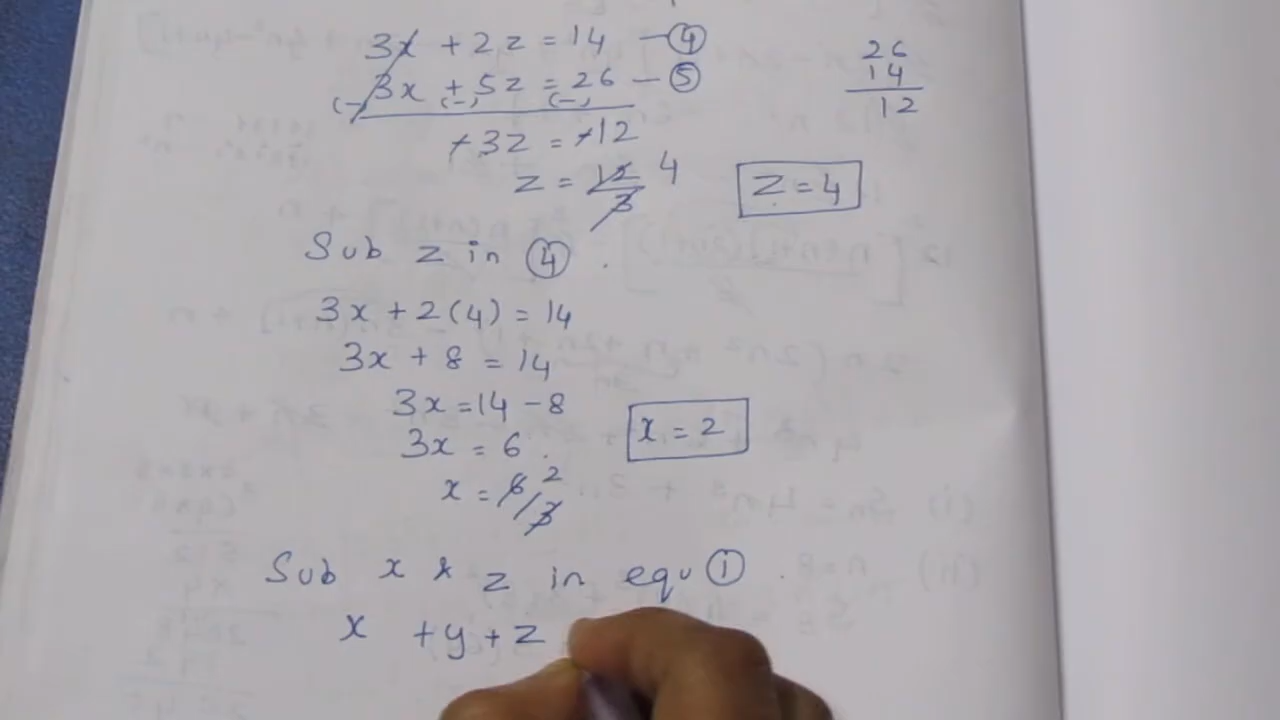 3x + 2z = 14 — ④
3x + 5z = 26 — ⑤
(-) (-) (-)
+3z = +12
z = 12/3 4
z = 4
26
14
12
Sub z in ④ .
3x + 2(4) = 14
3x + 8 = 14
3x = 14 - 8
3x = 6 .
x = 6/3 2
x = 2
Sub x & z in equ ① .
x + y + z